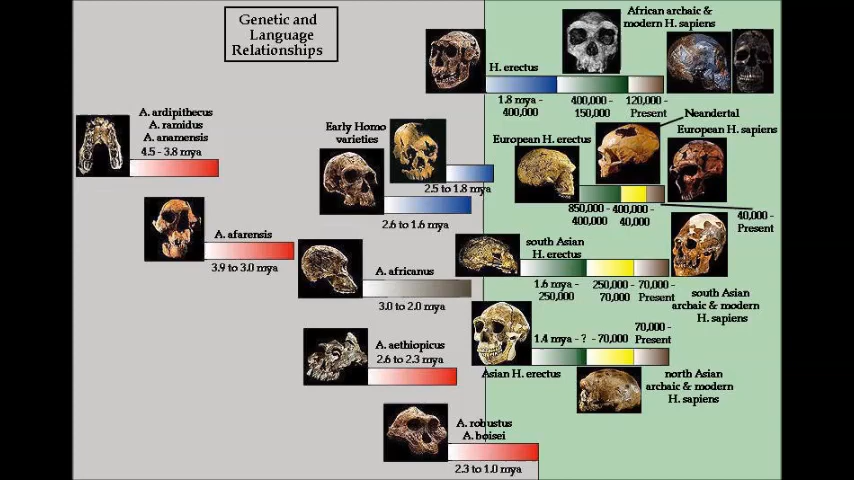 Genetic and
Language
Relationships
African archaic &
modern H. sapiens
H. erectus
1.8 mya -
400,000
400,000 -
150,000
120,000 -
Present
A. ardipithecus
A. ramidus
A. anamensis
4.5 - 3.8 mya
Early Homo
varieties
2.5 to 1.8 mya
2.6 to 1.6 mya
Neandertal
European H. erectus
European H. sapiens
850,000 -
400,000
400,000 -
40,000
40,000 -
Present
A. afarensis
3.9 to 3.0 mya
A. africanus
3.0 to 2.0 mya
south Asian
H. erectus
1.6 mya -
250,000
250,000 -
70,000
70,000 -
Present
south Asian
archaic & modern
H. sapiens
A. aethiopicus
2.6 to 2.3 mya
1.4 mya - ? - 70,000
70,000 -
Present
Asian H. erectus
north Asian
archaic & modern
H. sapiens
A. robustus
A. boisei
2.3 to 1.0 mya